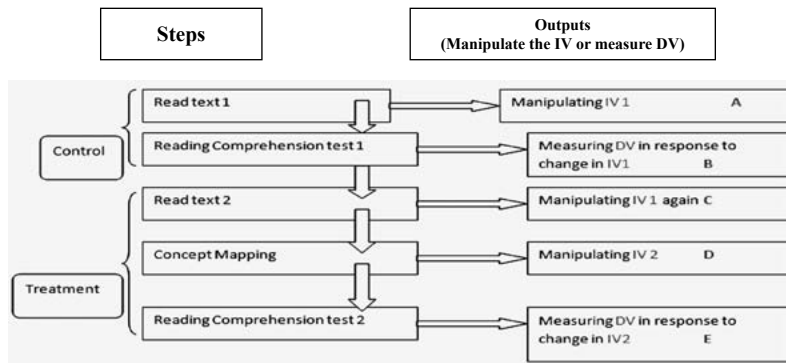 Steps
Outputs
(Manipulate the IV or measure DV)
Control
Read text 1
Manipulating IV 1 A
Reading Comprehension test 1
Measuring DV in response to
change in IV1 B
Treatment
Read text 2
Manipulating IV 1 again C
Concept Mapping
Manipulating IV 2 D
Reading Comprehension test 2
Measuring DV in response to
change in IV2 E